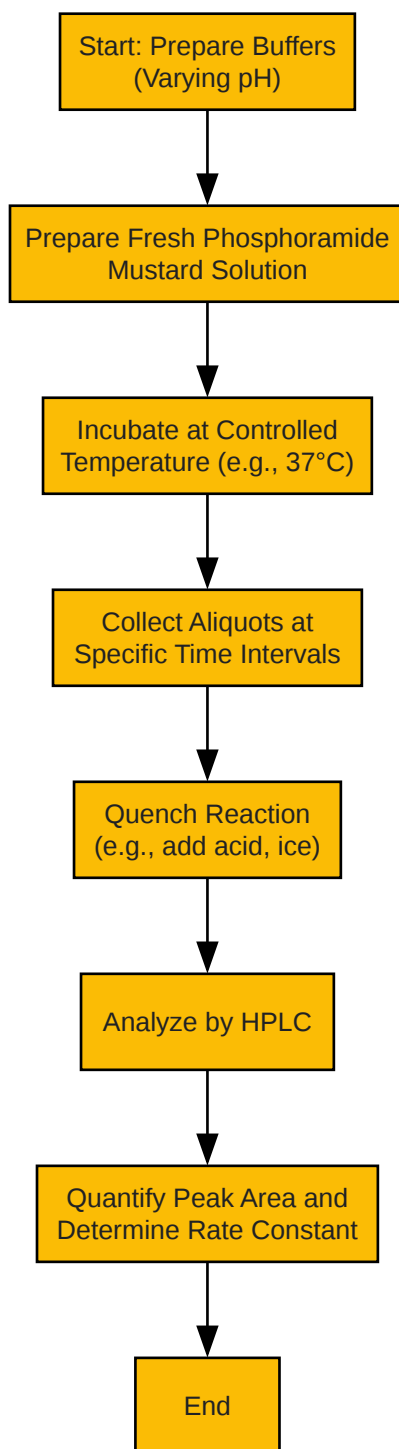 Start: Prepare Buffers
(Varying pH)
Prepare Fresh Phosphoramide
Mustard Solution
Incubate at Controlled
Temperature (e.g., 37°C)
Collect Aliquots at
Specific Time Intervals
Quench Reaction
(e.g., add acid, ice)
Analyze by HPLC
Quantify Peak Area and
Determine Rate Constant
End